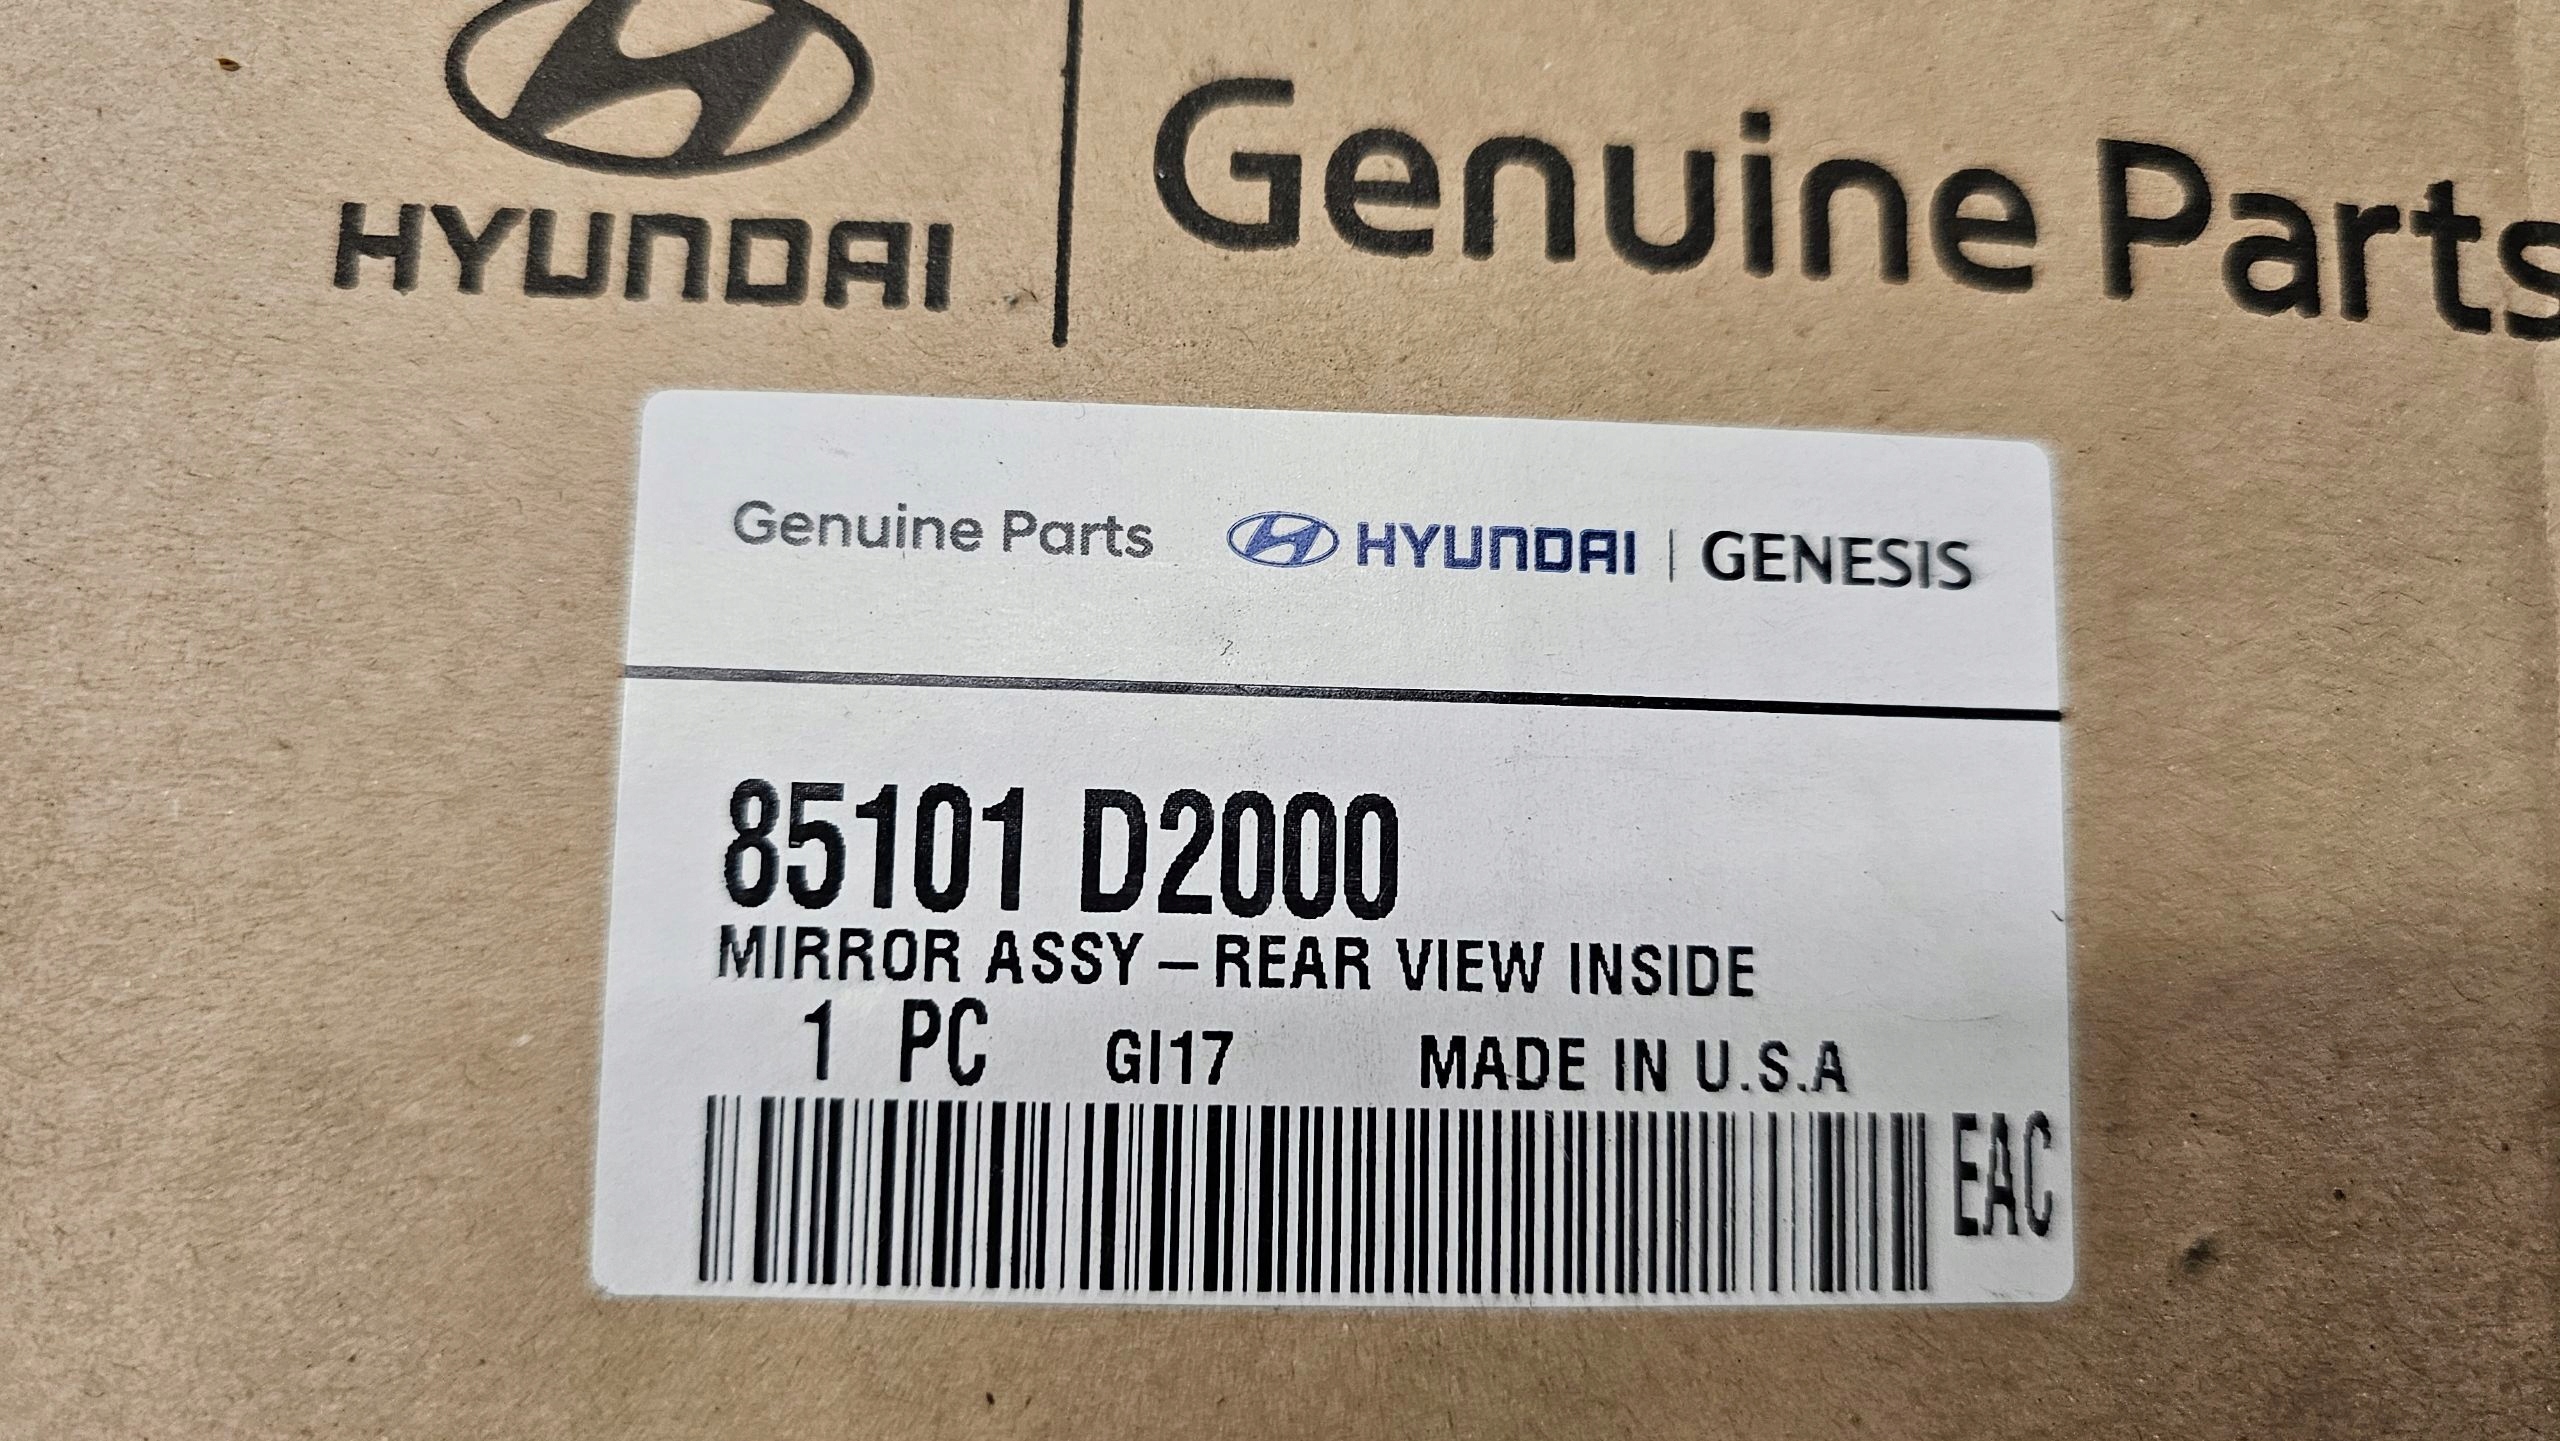 HYUNDAI | Genuine Parts
Genuine Parts HYUNDAI | GENESIS
85101 D2000
MIRROR ASSY – REAR VIEW INSIDE
1 PC GI17 MADE IN U.S.A
EAC